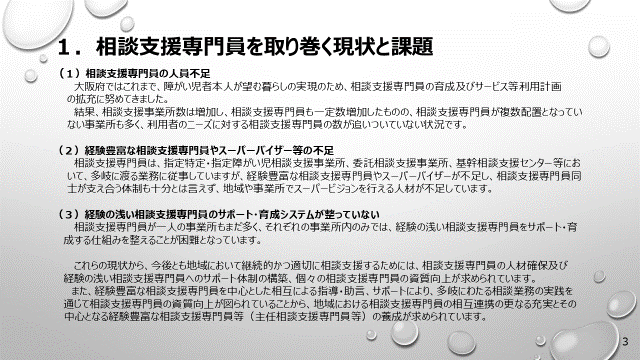 １．相談支援専門員を取り巻く現状と課題
（１）相談支援専門員の人員不足
大阪府ではこれまで、障がい児者本人が望む暮らしの実現のため、相談支援専門員の育成及びサービス等利用計画
の拡充に努めてきました。
結果、相談支援事業所数は増加し、相談支援専門員も一定数増加したものの、相談支援専門員が複数配置となってい
ない事業所も多く、利用者のニーズに対する相談支援専門員の数が追いついていない状況です。
（２）経験豊富な相談支援専門員やスーパーバイザー等の不足
相談支援専門員は、指定特定・指定障がい児相談支援事業所、委託相談支援事業所、基幹相談支援センター等にお
いて、多岐に渡る業務に従事していますが、経験豊富な相談支援専門員やスーパーバイザーが不足し、相談支援専門員同
士が支え合う体制も十分とは言えず、地域や事業所でスーパービジョンを行える人材が不足しています。
（３）経験の浅い相談支援専門員のサポート・育成システムが整っていない
相談支援専門員が一人の事業所もまだ多く、それぞれの事業所内のみでは、経験の浅い相談支援専門員をサポート・育
成する仕組みを整えることが困難となっています。
これらの現状から、今後とも地域において継続的かつ適切に相談支援するためには、相談支援専門員の人材確保及び
経験の浅い相談支援専門員へのサポート体制の構築、個々の相談支援専門員の資質向上が求められています。
また、経験豊富な相談支援専門員を中心とした相互による指導・助言、サポートにより、多岐にわたる相談業務の実践を
通じて相談支援専門員の資質向上が図られていることから、地域における相談支援専門員の相互連携の更なる充実とその
中心となる経験豊富な相談支援専門員等（主任相談支援専門員等）の養成が求められています。
3